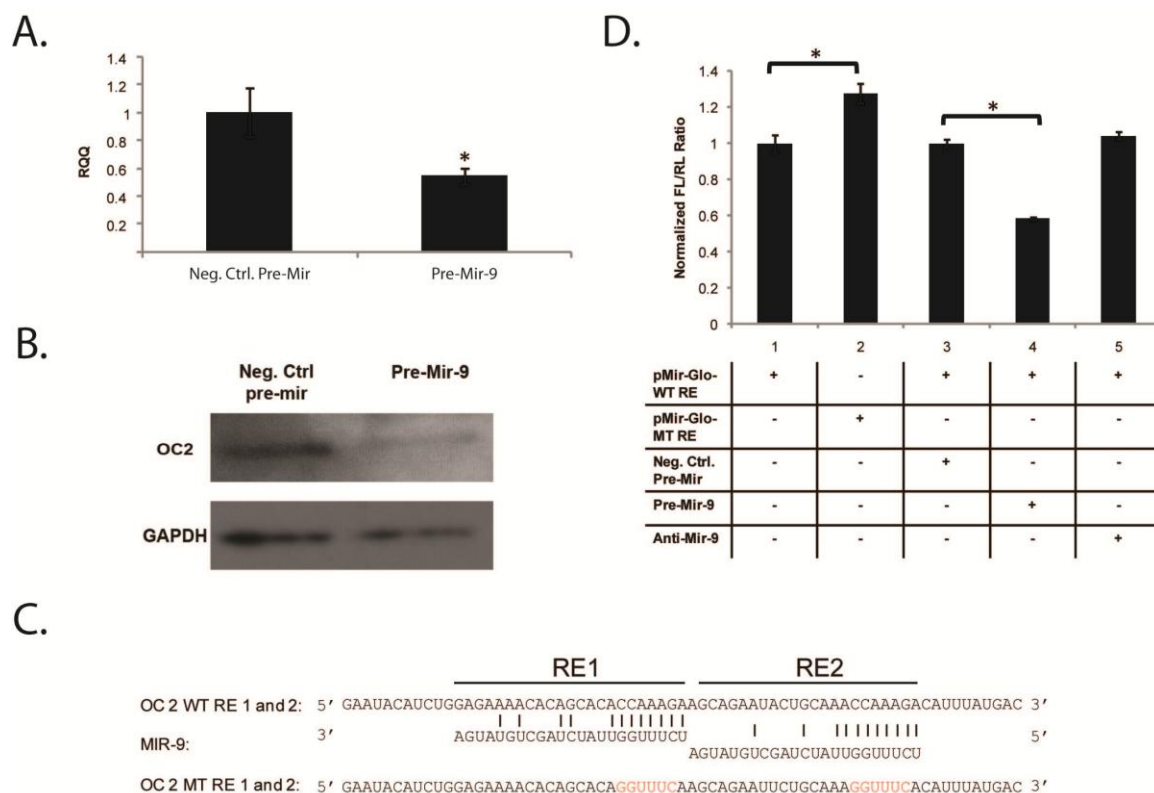 A.
1.4
1.2
1
0.8
0.6
0.4
0.2
RQQ
*
Neg. Ctrl. Pre-Mir
Pre-Mir-9
B.
Neg. Ctrl
pre-mir
Pre-Mir-9
OC2
GAPDH
D.
1.4
1.2
1
0.8
0.6
0.4
0.2
0
Normalized FL/RL Ratio
*
*
1 2 3 4 5
pMir-Glo-
WT RE
+ - + + +
pMir-Glo-
MT RE
- + - - -
Neg. Ctrl.
Pre-Mir
- - + - -
Pre-Mir-9 - - - + -
Anti-Mir-9 - - - - +
C.
RE1 RE2
OC 2 WT RE 1 and 2: 5' GAAUACAUCUGGAGAAAACACAGCACACCAAAGAAGCAGAAUACUGCAAACCAAAGACAUUUAUGAC 3'
MIR-9: 3' AGUAUGUCGAUCUAUUGGUUUCU 5'
AGUAUGUCGAUCUAUUGGUUUCU
OC 2 MT RE 1 and 2: 5' GAAUACAUCUGGAGAAAACACAGCACAGGUUUCAAGCAGAAUUCUGCAAAGGUUUCACAUUUAUGAC 3'